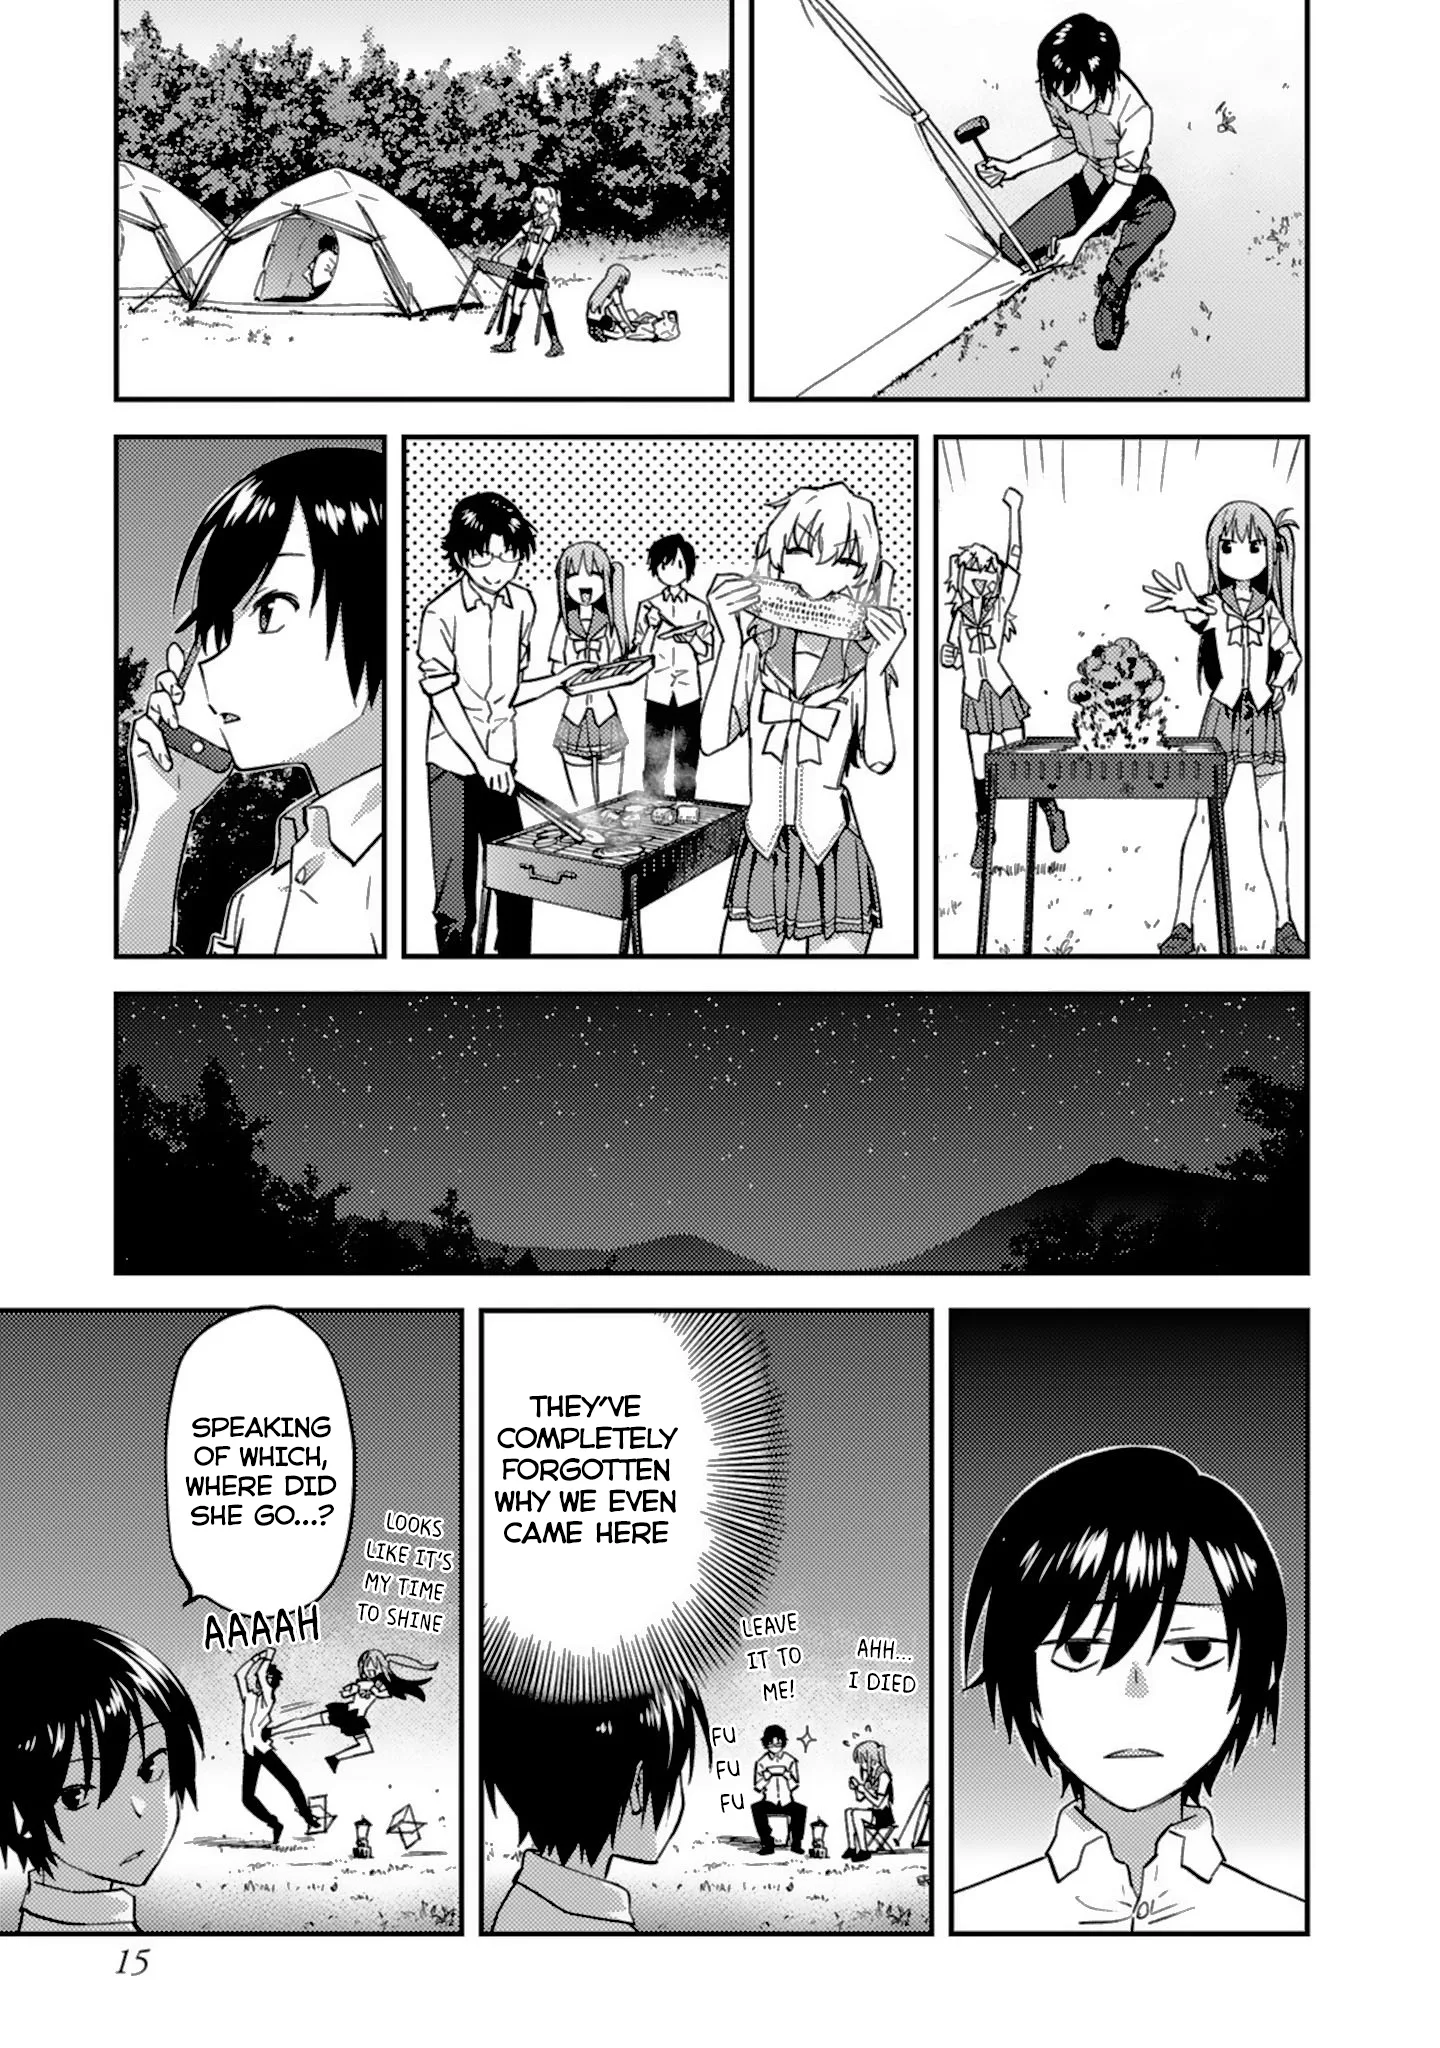 THEY'VE
COMPLETELY
FORGOTTEN
WHY WE EVEN
CAME HERE
AHH...
I DIED
LEAVE
IT TO
ME!
FU
FU
FU
SPEAKING
OF WHICH,
WHERE DID
SHE GO...?
LOOKS
LIKE IT'S
MY TIME
TO SHINE
AAAAAH
15